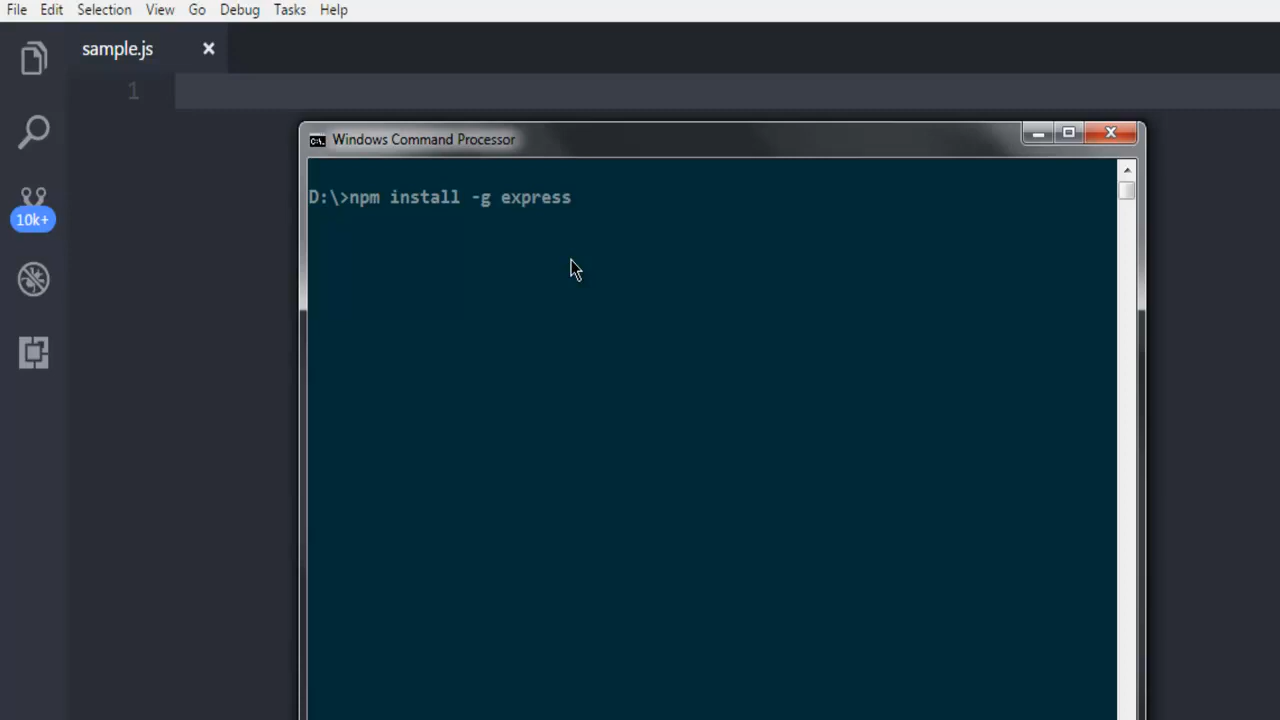 File Edit Selection View Go Debug Tasks Help
sample.js
1
10k+
Windows Command Processor
D:\>npm install -g express